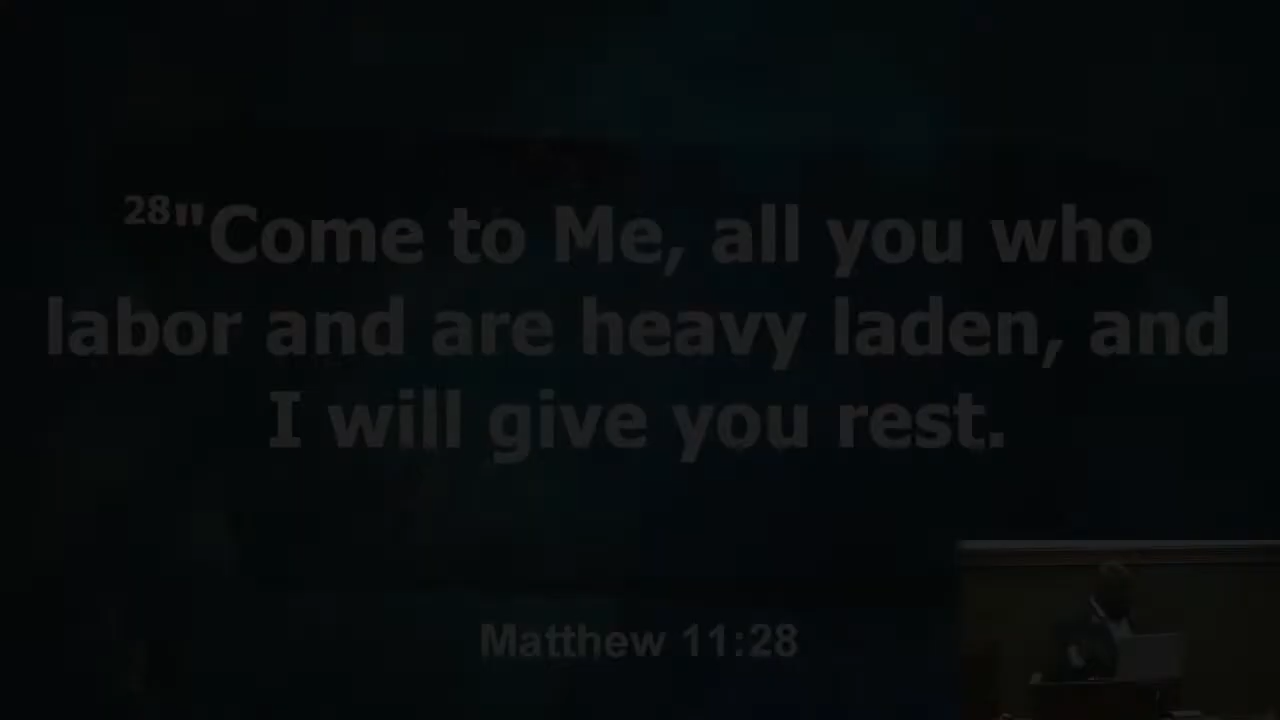 28"Come to Me, all you who
labor and are heavy laden, and
I will give you rest.
Matthew 11:28